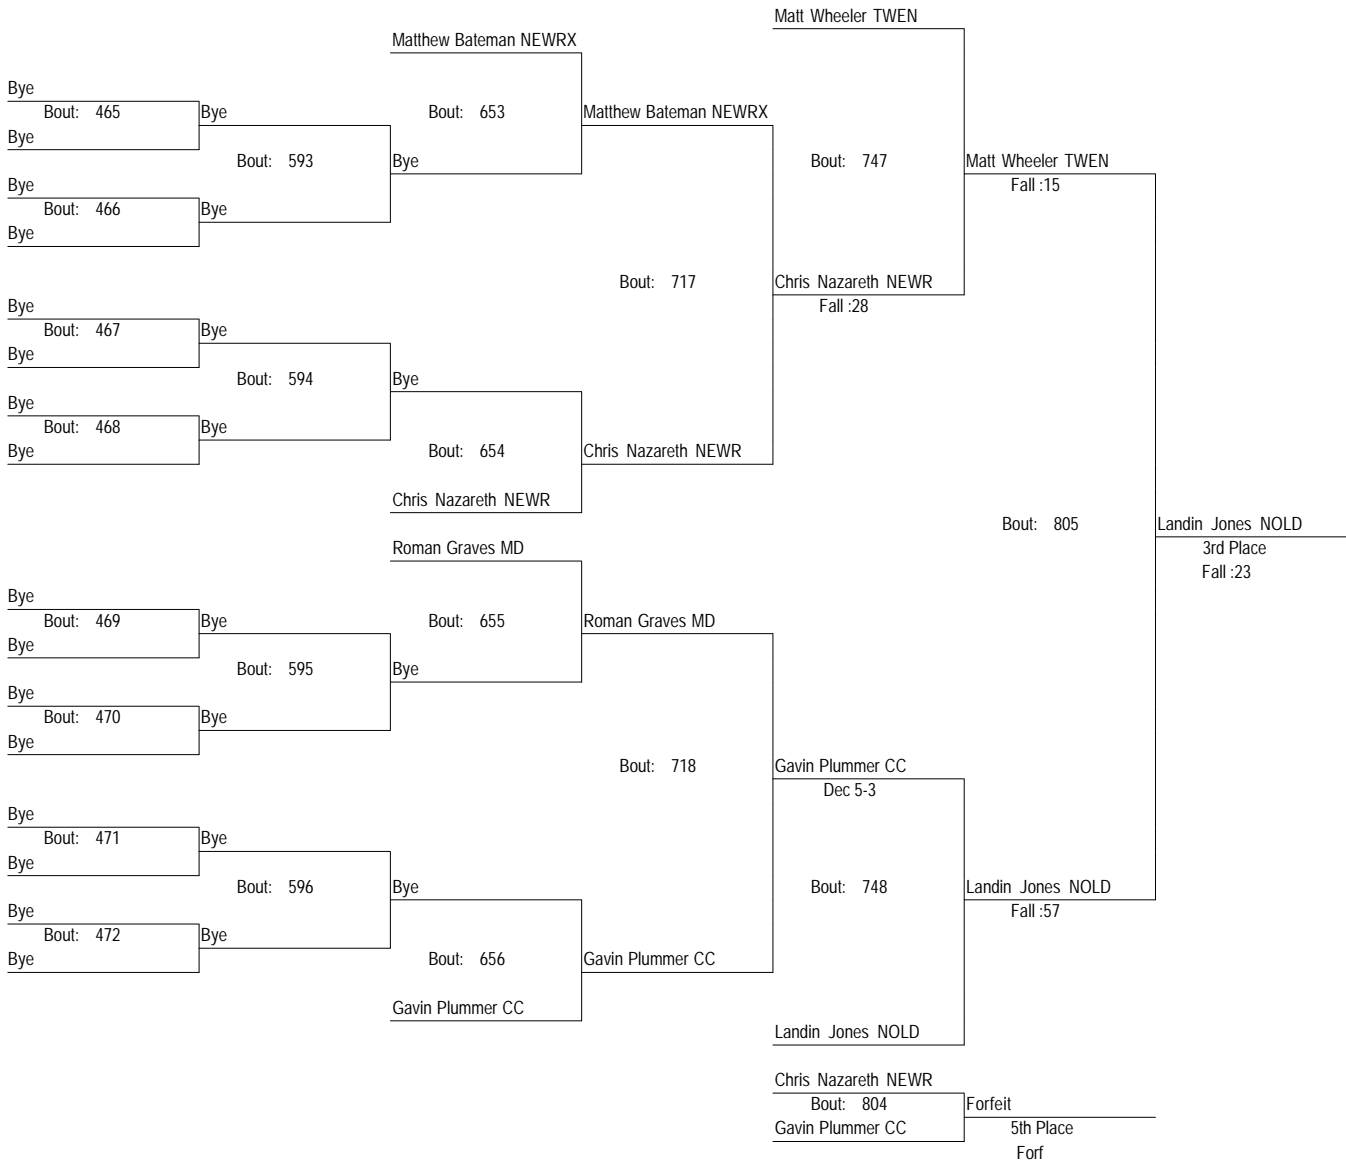 Matt Wheeler TWEN
Matthew Bateman NEWRX
Bye
Bout: 465
Bye
Bout: 653
Matthew Bateman NEWRX
Bye
Bout: 593
Bye
Bout: 747
Matt Wheeler TWEN
Bye
Fall :15
Bout: 466
Bye
Bye
Bout: 717
Chris Nazareth NEWR
Bye
Fall :28
Bout: 467
Bye
Bye
Bout: 594
Bye
Bye
Bout: 468
Bye
Bye
Bout: 654
Chris Nazareth NEWR
Chris Nazareth NEWR
Bout: 805
Landin Jones NOLD
Roman Graves MD
3rd Place
Fall :23
Bye
Bout: 469
Bye
Bout: 655
Roman Graves MD
Bye
Bout: 595
Bye
Bye
Bout: 470
Bye
Bye
Bout: 718
Gavin Plummer CC
Dec 5-3
Bye
Bout: 471
Bye
Bye
Bout: 596
Bye
Bout: 748
Landin Jones NOLD
Bye
Fall :57
Bout: 472
Bye
Bye
Bout: 656
Gavin Plummer CC
Gavin Plummer CC
Landin Jones NOLD
Chris Nazareth NEWR
Bout: 804
Forfeit
Gavin Plummer CC
5th Place
Forf